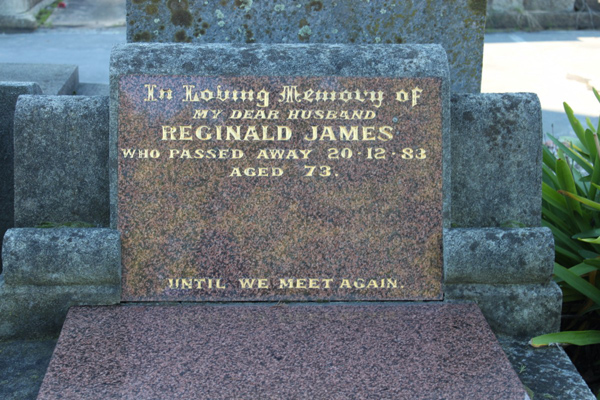 In Loving Memory of
MY DEAR HUSBAND
REGINALD JAMES
WHO PASSED AWAY 20·12·83
AGED 73.
UNTIL WE MEET AGAIN.